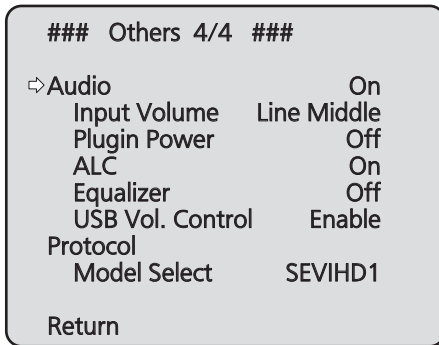 ### Others 4/4 ###
⇨Audio On
Input Volume Line Middle
Plugin Power Off
ALC On
Equalizer Off
USB Vol. Control Enable
Protocol
Model Select SEVIHD1
Return